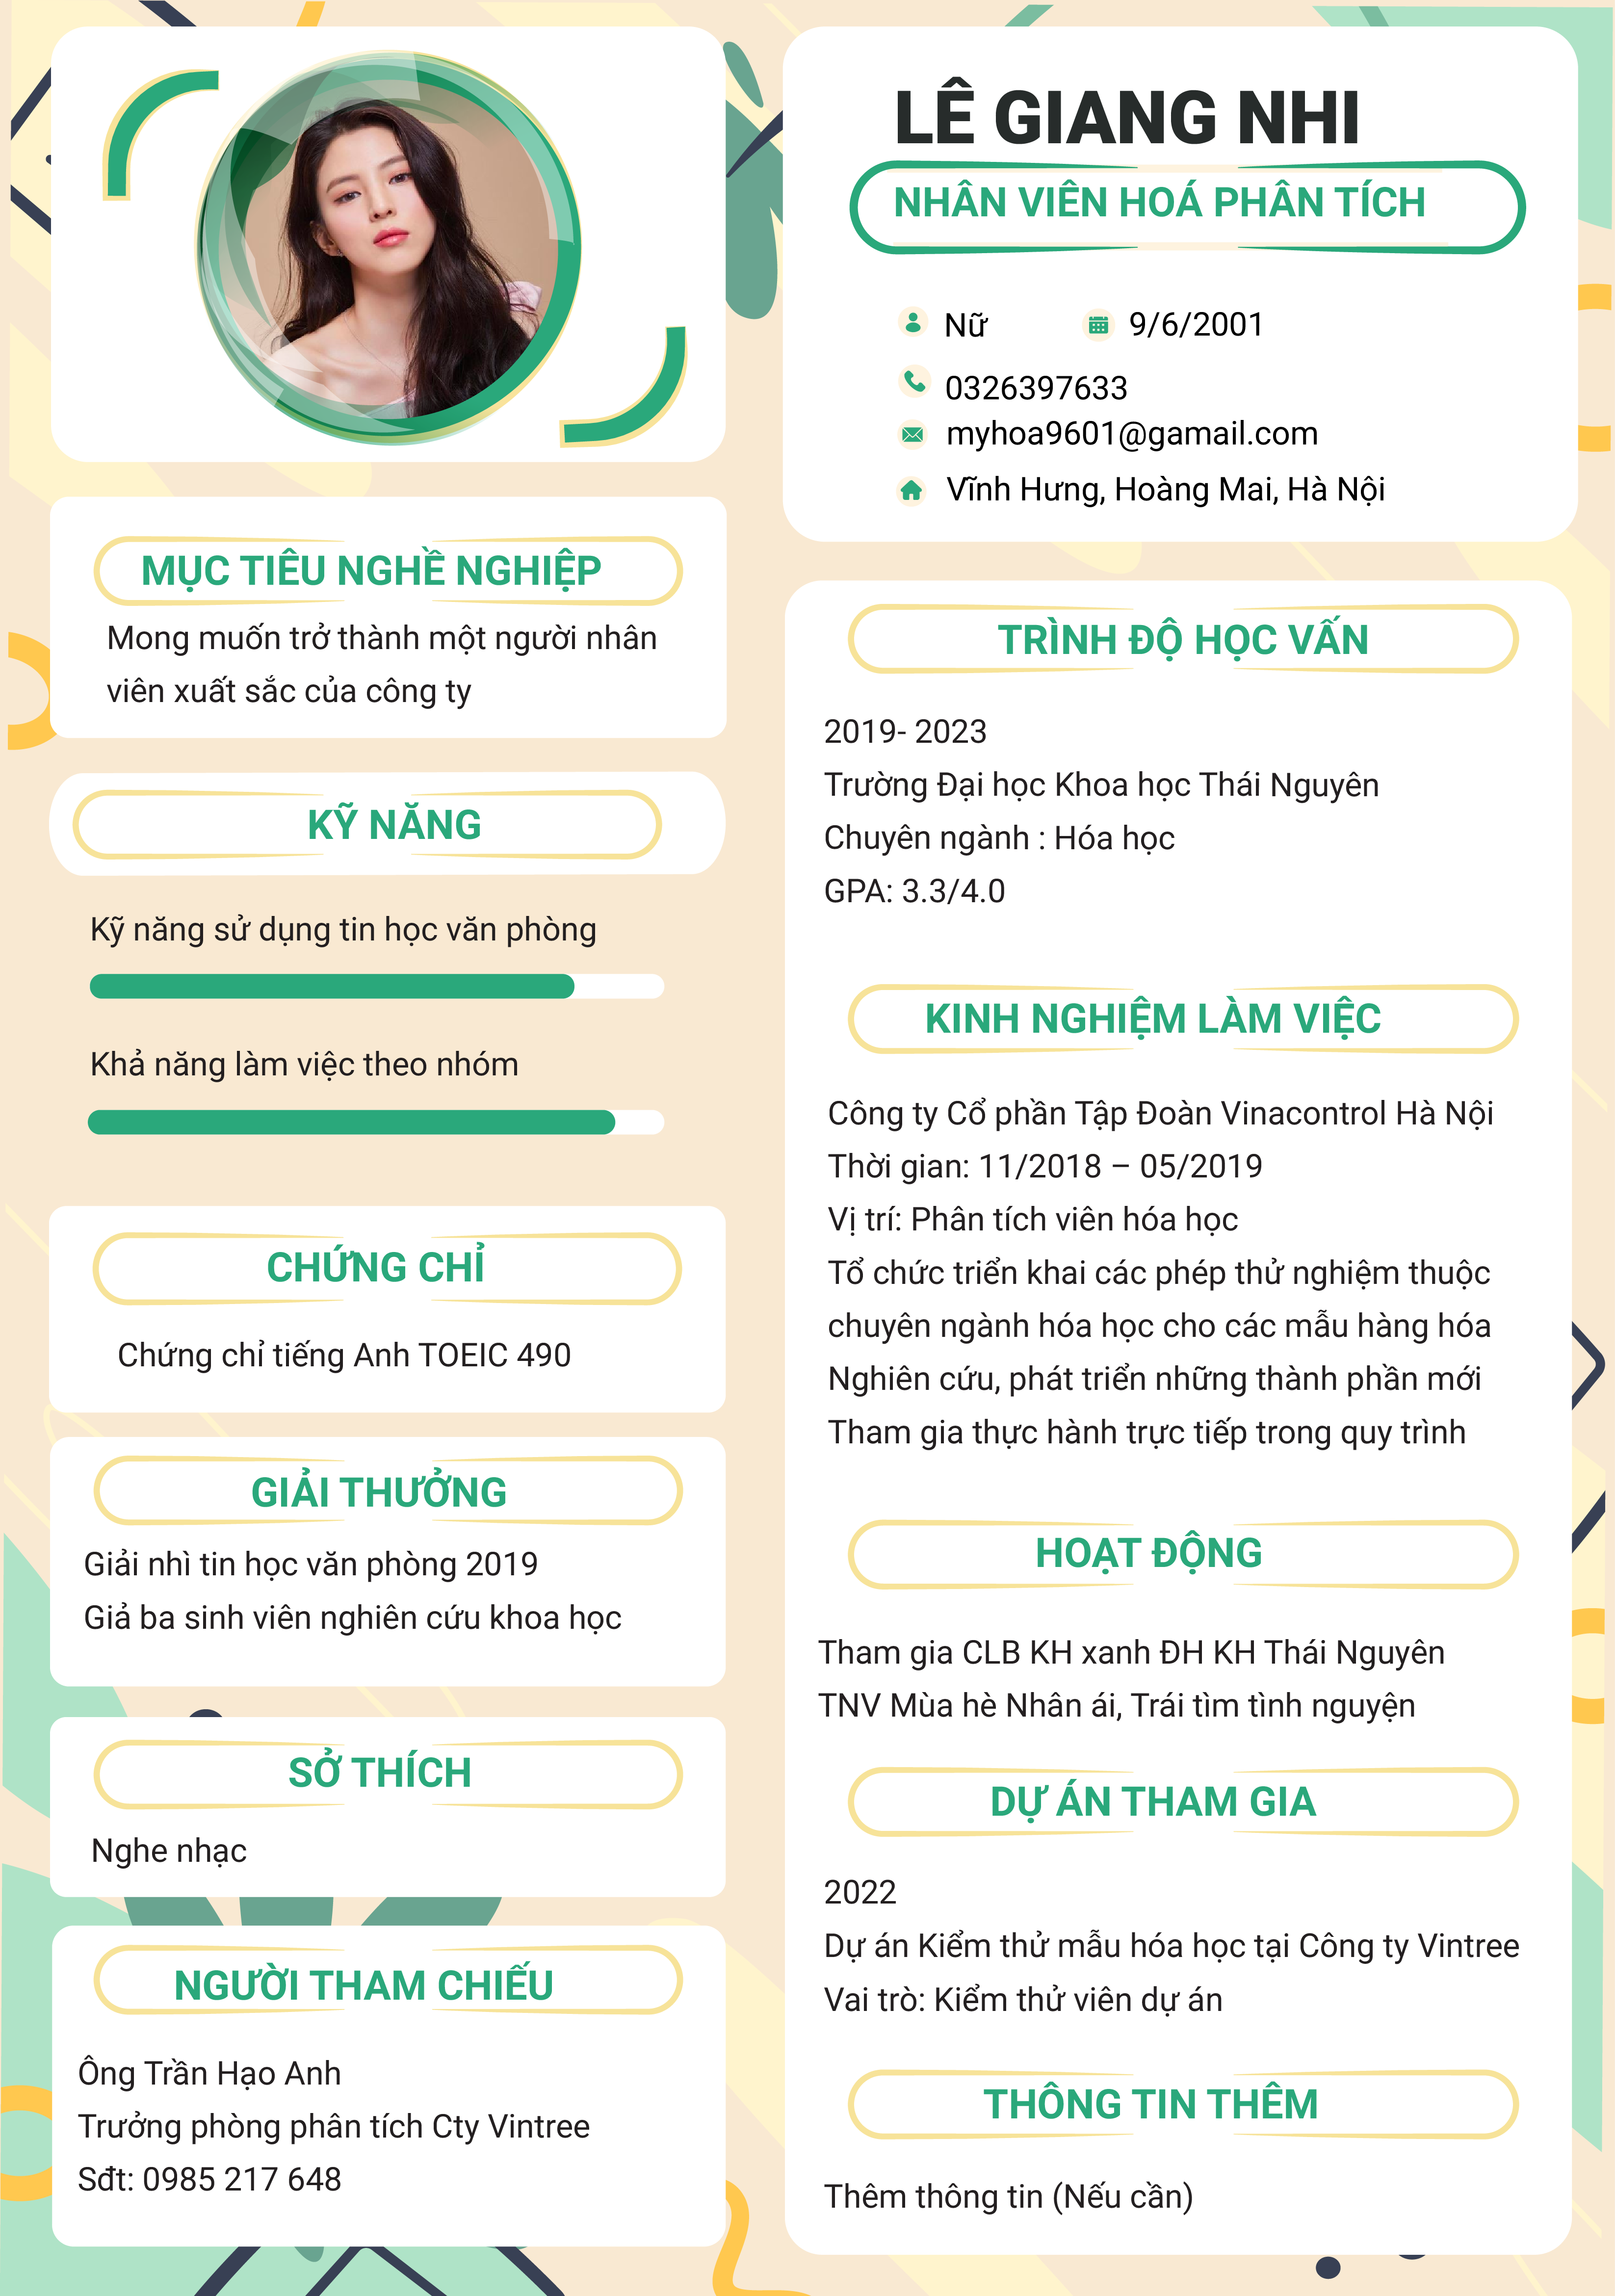 LÊ GIANG NHI
NHÂN VIÊN HOÁ PHÂN TÍCH
Nữ
9/6/2001
0326397633
myhoa9601@gamail.com
Vĩnh Hưng, Hoàng Mai, Hà Nội
MỤC TIÊU NGHỀ NGHIỆP
Mong muốn trở thành một người nhân
viên xuất sắc của công ty
KỸ NĂNG
Kỹ năng sử dụng tin học văn phòng
Khả năng làm việc theo nhóm
CHỨNG CHỈ
Chứng chỉ tiếng Anh TOEIC 490
GIẢI THƯỞNG
Giải nhì tin học văn phòng 2019
Giả ba sinh viên nghiên cứu khoa học
SỞ THÍCH
Nghe nhạc
NGƯỜI THAM CHIẾU
Ông Trần Hạo Anh
Trưởng phòng phân tích Cty Vintree
Sđt: 0985 217 648
TRÌNH ĐỘ HỌC VẤN
2019- 2023
Trường Đại học Khoa học Thái Nguyên
Chuyên ngành : Hóa học
GPA: 3.3/4.0
KINH NGHIỆM LÀM VIỆC
Công ty Cổ phần Tập Đoàn Vinacontrol Hà Nội
Thời gian: 11/2018 – 05/2019
Vị trí: Phân tích viên hóa học
Tổ chức triển khai các phép thử nghiệm thuộc
chuyên ngành hóa học cho các mẫu hàng hóa
Nghiên cứu, phát triển những thành phần mới
Tham gia thực hành trực tiếp trong quy trình
HOẠT ĐỘNG
Tham gia CLB KH xanh ĐH KH Thái Nguyên
TNV Mùa hè Nhân ái, Trái tìm tình nguyện
DỰ ÁN THAM GIA
2022
Dự án Kiểm thử mẫu hóa học tại Công ty Vintree
Vai trò: Kiểm thử viên dự án
THÔNG TIN THÊM
Thêm thông tin (Nếu cần)